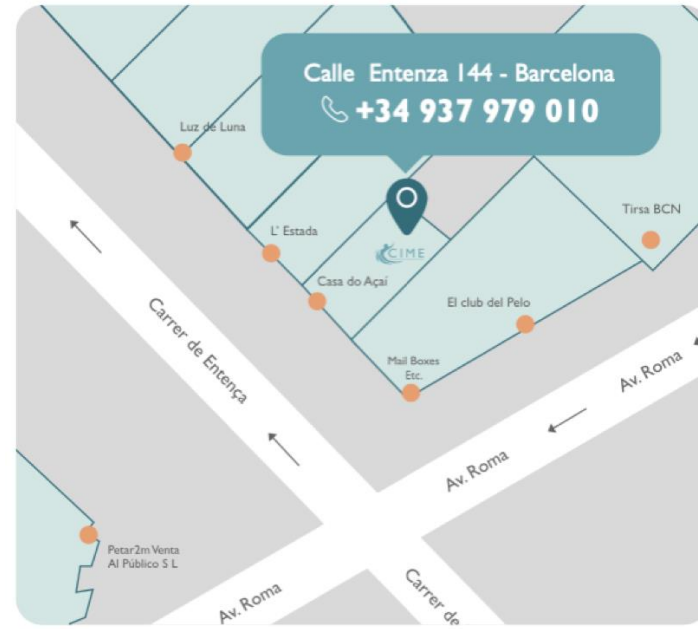 Calle Entenza 144 - Barcelona
+34 937 979 010
Luz de Luna
Tirsa BCN
L' Estada
CIME
Casa do Açaí
El club del Pelo
Carrer de Entença
Mail Boxes
Etc.
Av. Roma
Av. Roma
Petar2m Venta
Al Público S L
Av. Roma
Carrer de